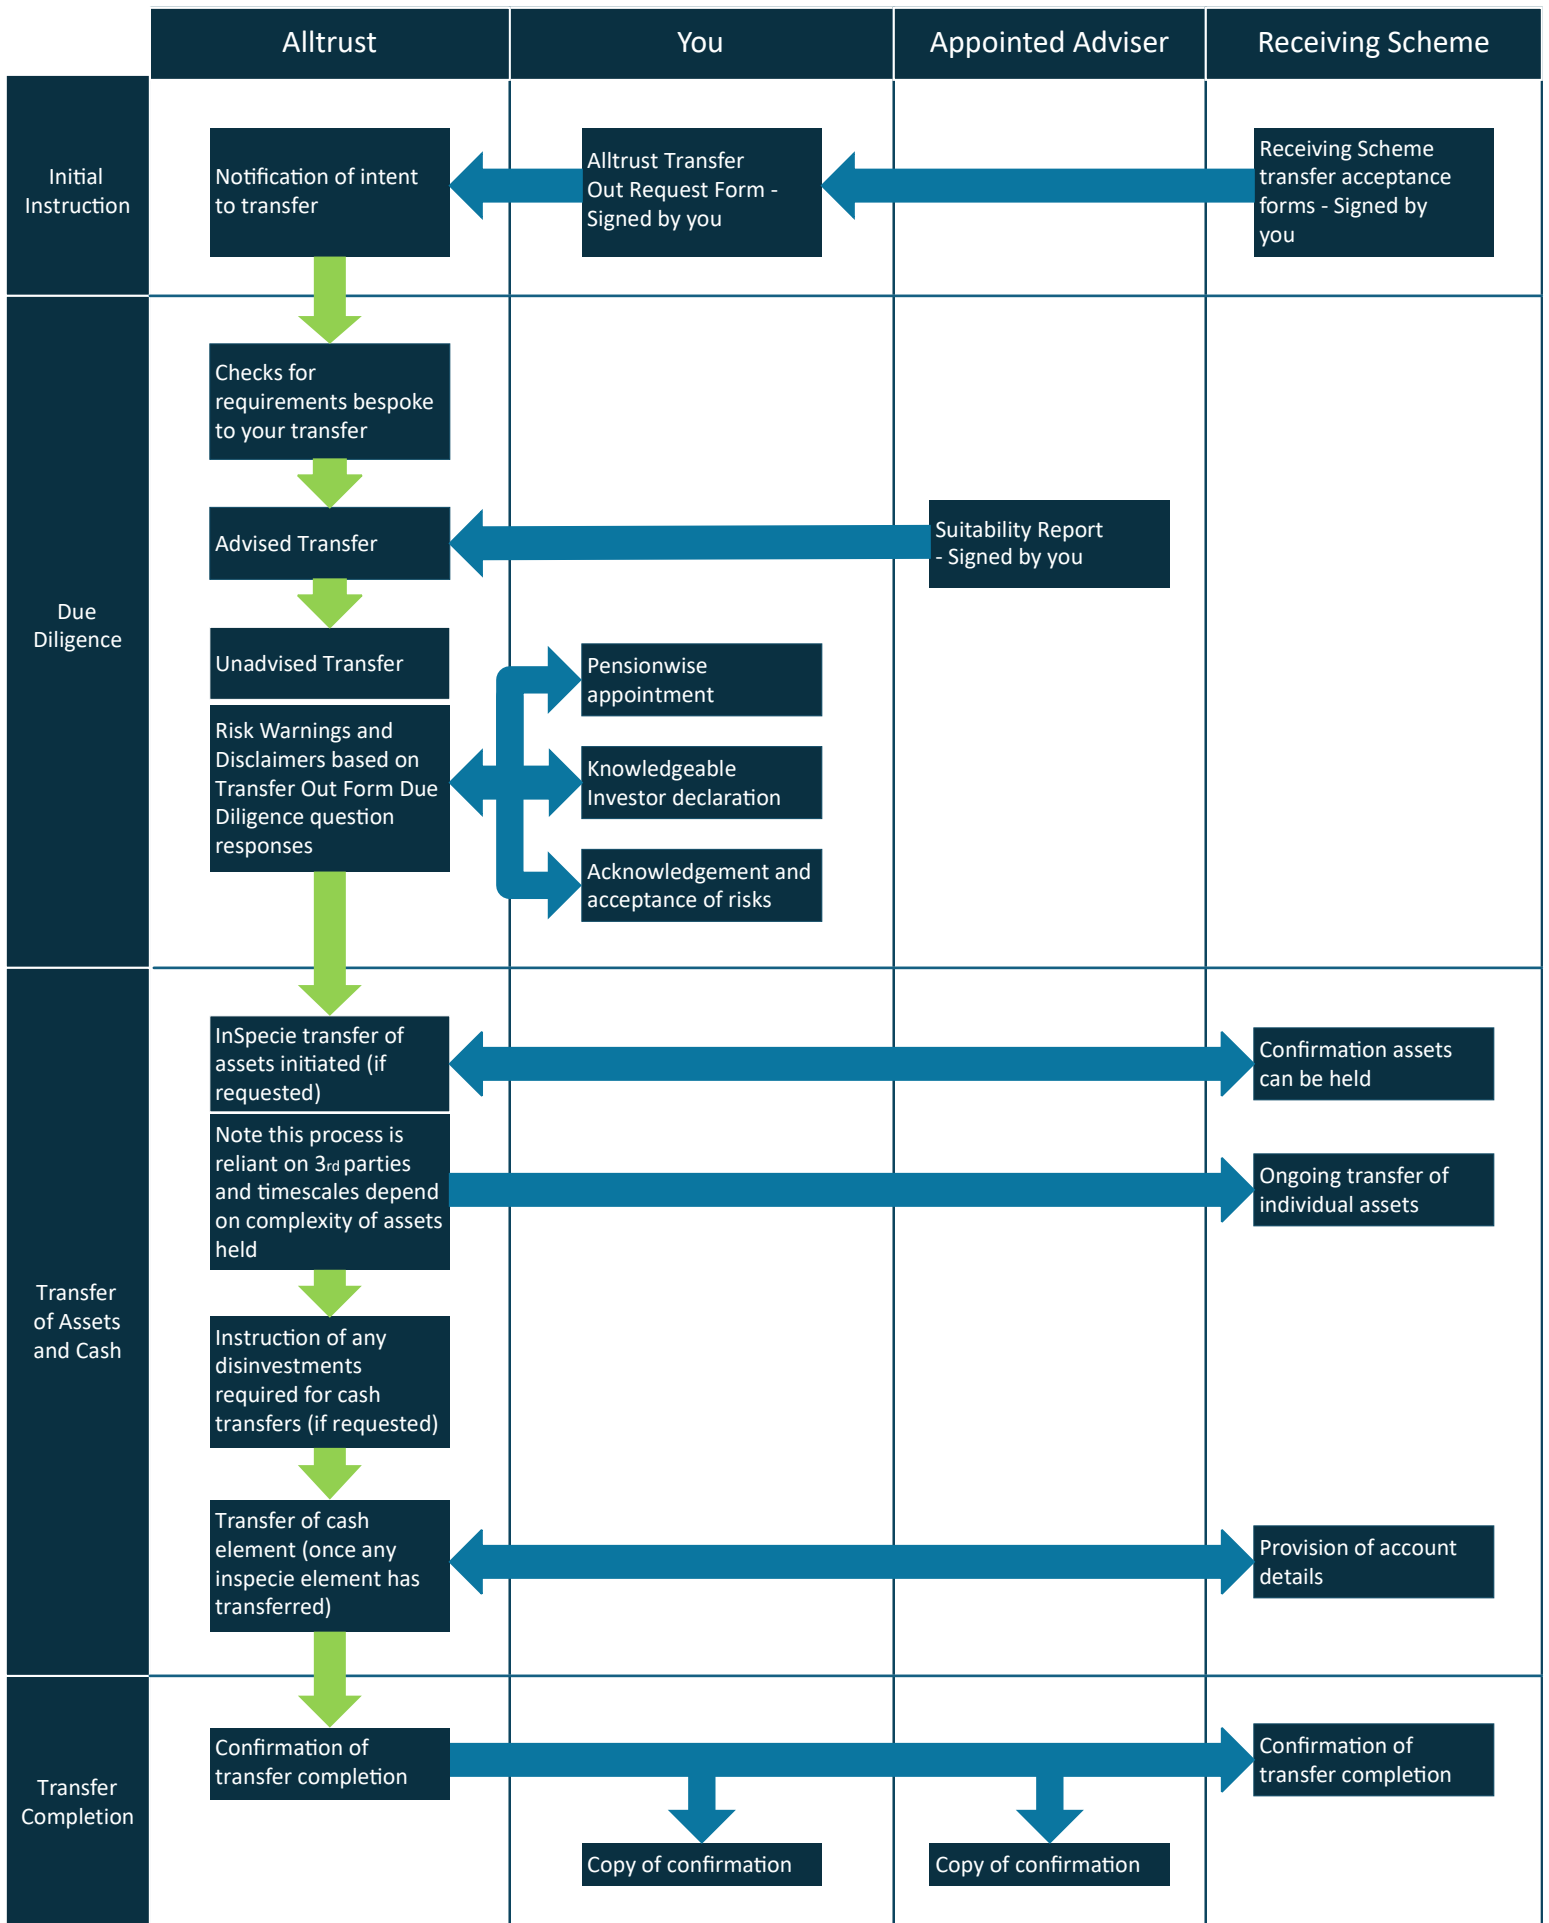 Alltrust
You
Appointed Adviser
Receiving Scheme
Initial
Instruction
Notification of intent
to transfer
Alltrust Transfer
Out Request Form -
Signed by you
Receiving Scheme
transfer acceptance
forms - Signed by
you
Due
Diligence
Checks for
requirements bespoke
to your transfer
Advised Transfer
Suitability Report
- Signed by you
Unadvised Transfer
Risk Warnings and
Disclaimers based on
Transfer Out Form Due
Diligence question
responses
Pensionwise
appointment
Knowledgeable
Investor declaration
Acknowledgement and
acceptance of risks
Transfer
of Assets
and Cash
InSpecie transfer of
assets initiated (if
requested)
Confirmation assets
can be held
Note this process is
reliant on 3rd parties
and timescales depend
on complexity of assets
held
Ongoing transfer of
individual assets
Instruction of any
disinvestments
required for cash
transfers (if requested)
Transfer of cash
element (once any
inspecie element has
transferred)
Provision of account
details
Transfer
Completion
Confirmation of
transfer completion
Confirmation of
transfer completion
Copy of confirmation
Copy of confirmation